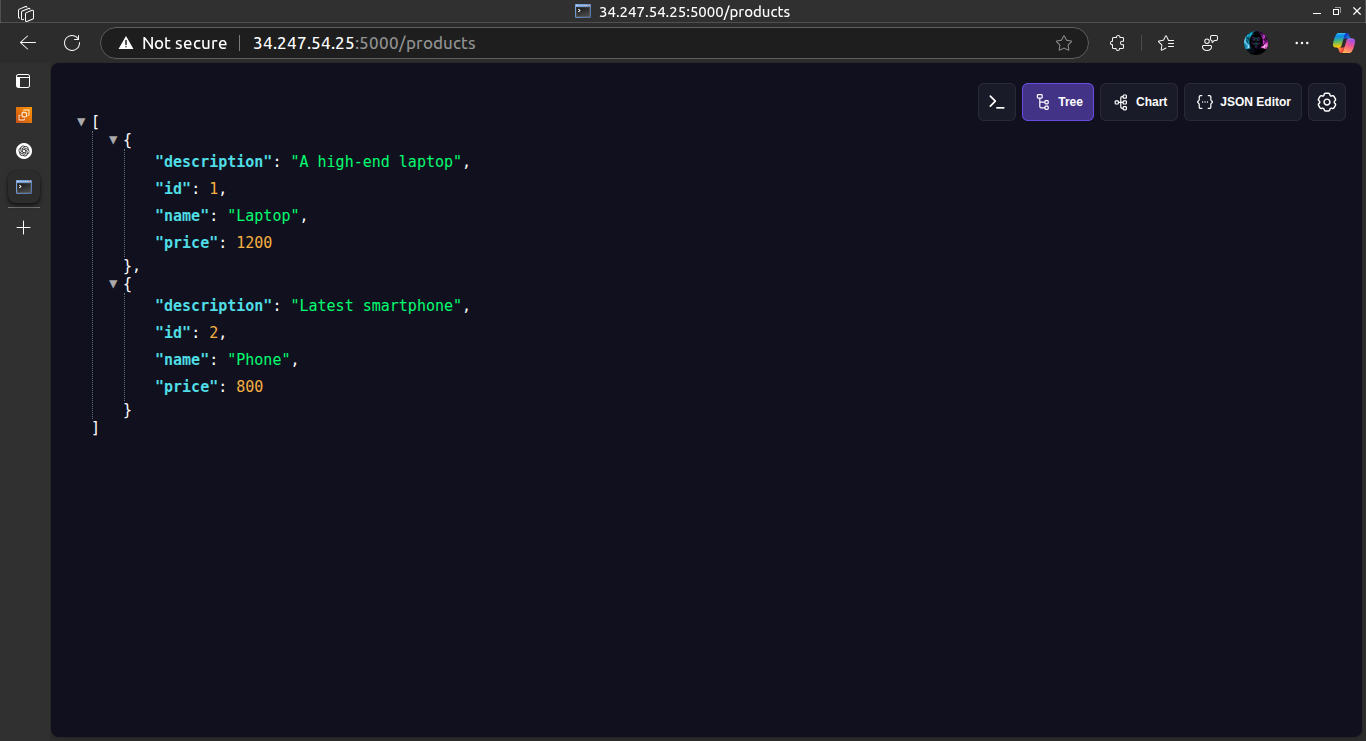 34.247.54.25:5000/products
Not secure 34.247.54.25:5000/products
Tree Chart {··} JSON Editor
[
{
"description": "A high-end laptop",
"id": 1,
"name": "Laptop",
"price": 1200
},
{
"description": "Latest smartphone",
"id": 2,
"name": "Phone",
"price": 800
}
]